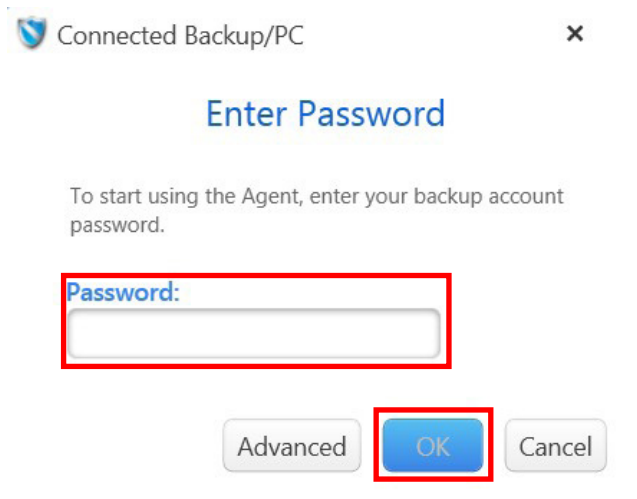 Connected Backup/PC
Enter Password
To start using the Agent, enter your backup account
password.
Password:
Advanced OK Cancel